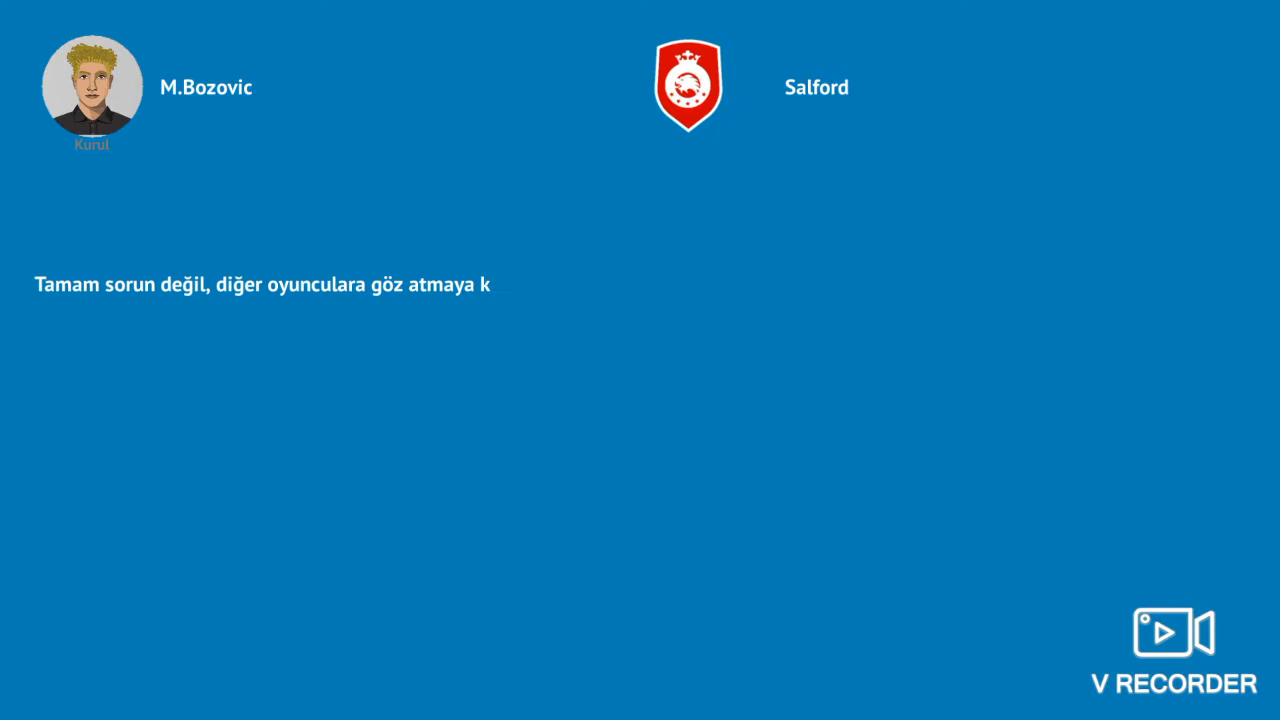 M.Bozovic
Salford
Kurul
Tamam sorun değil, diğer oyunculara göz atmaya k
V RECORDER